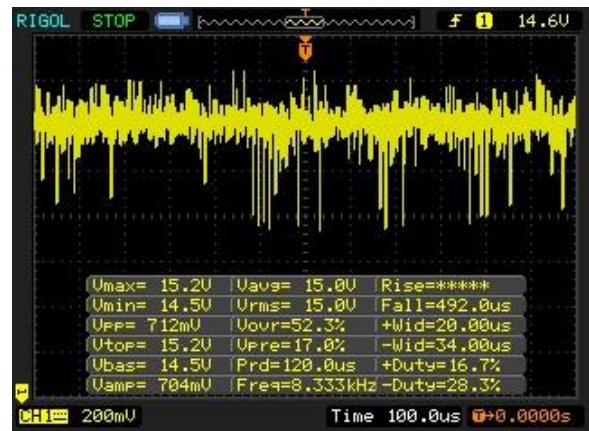 RIGOL STOP T f 1 14.6V
T
Vmax= 15.2V Vavg= 15.0V Rise=*****
Vmin= 14.5V Vrms= 15.0V Fall=492.0us
Vpp= 712mV Vovr=52.3% +Wid=20.00us
Vtop= 15.2V Vpre=17.0% -Wid=34.00us
Vbas= 14.5V Prd=120.0us +Duty=16.7%
Vamp= 704mV Freq=8.333kHz -Duty=28.3%
1
CH1 200mV Time 100.0us T→0.0000s